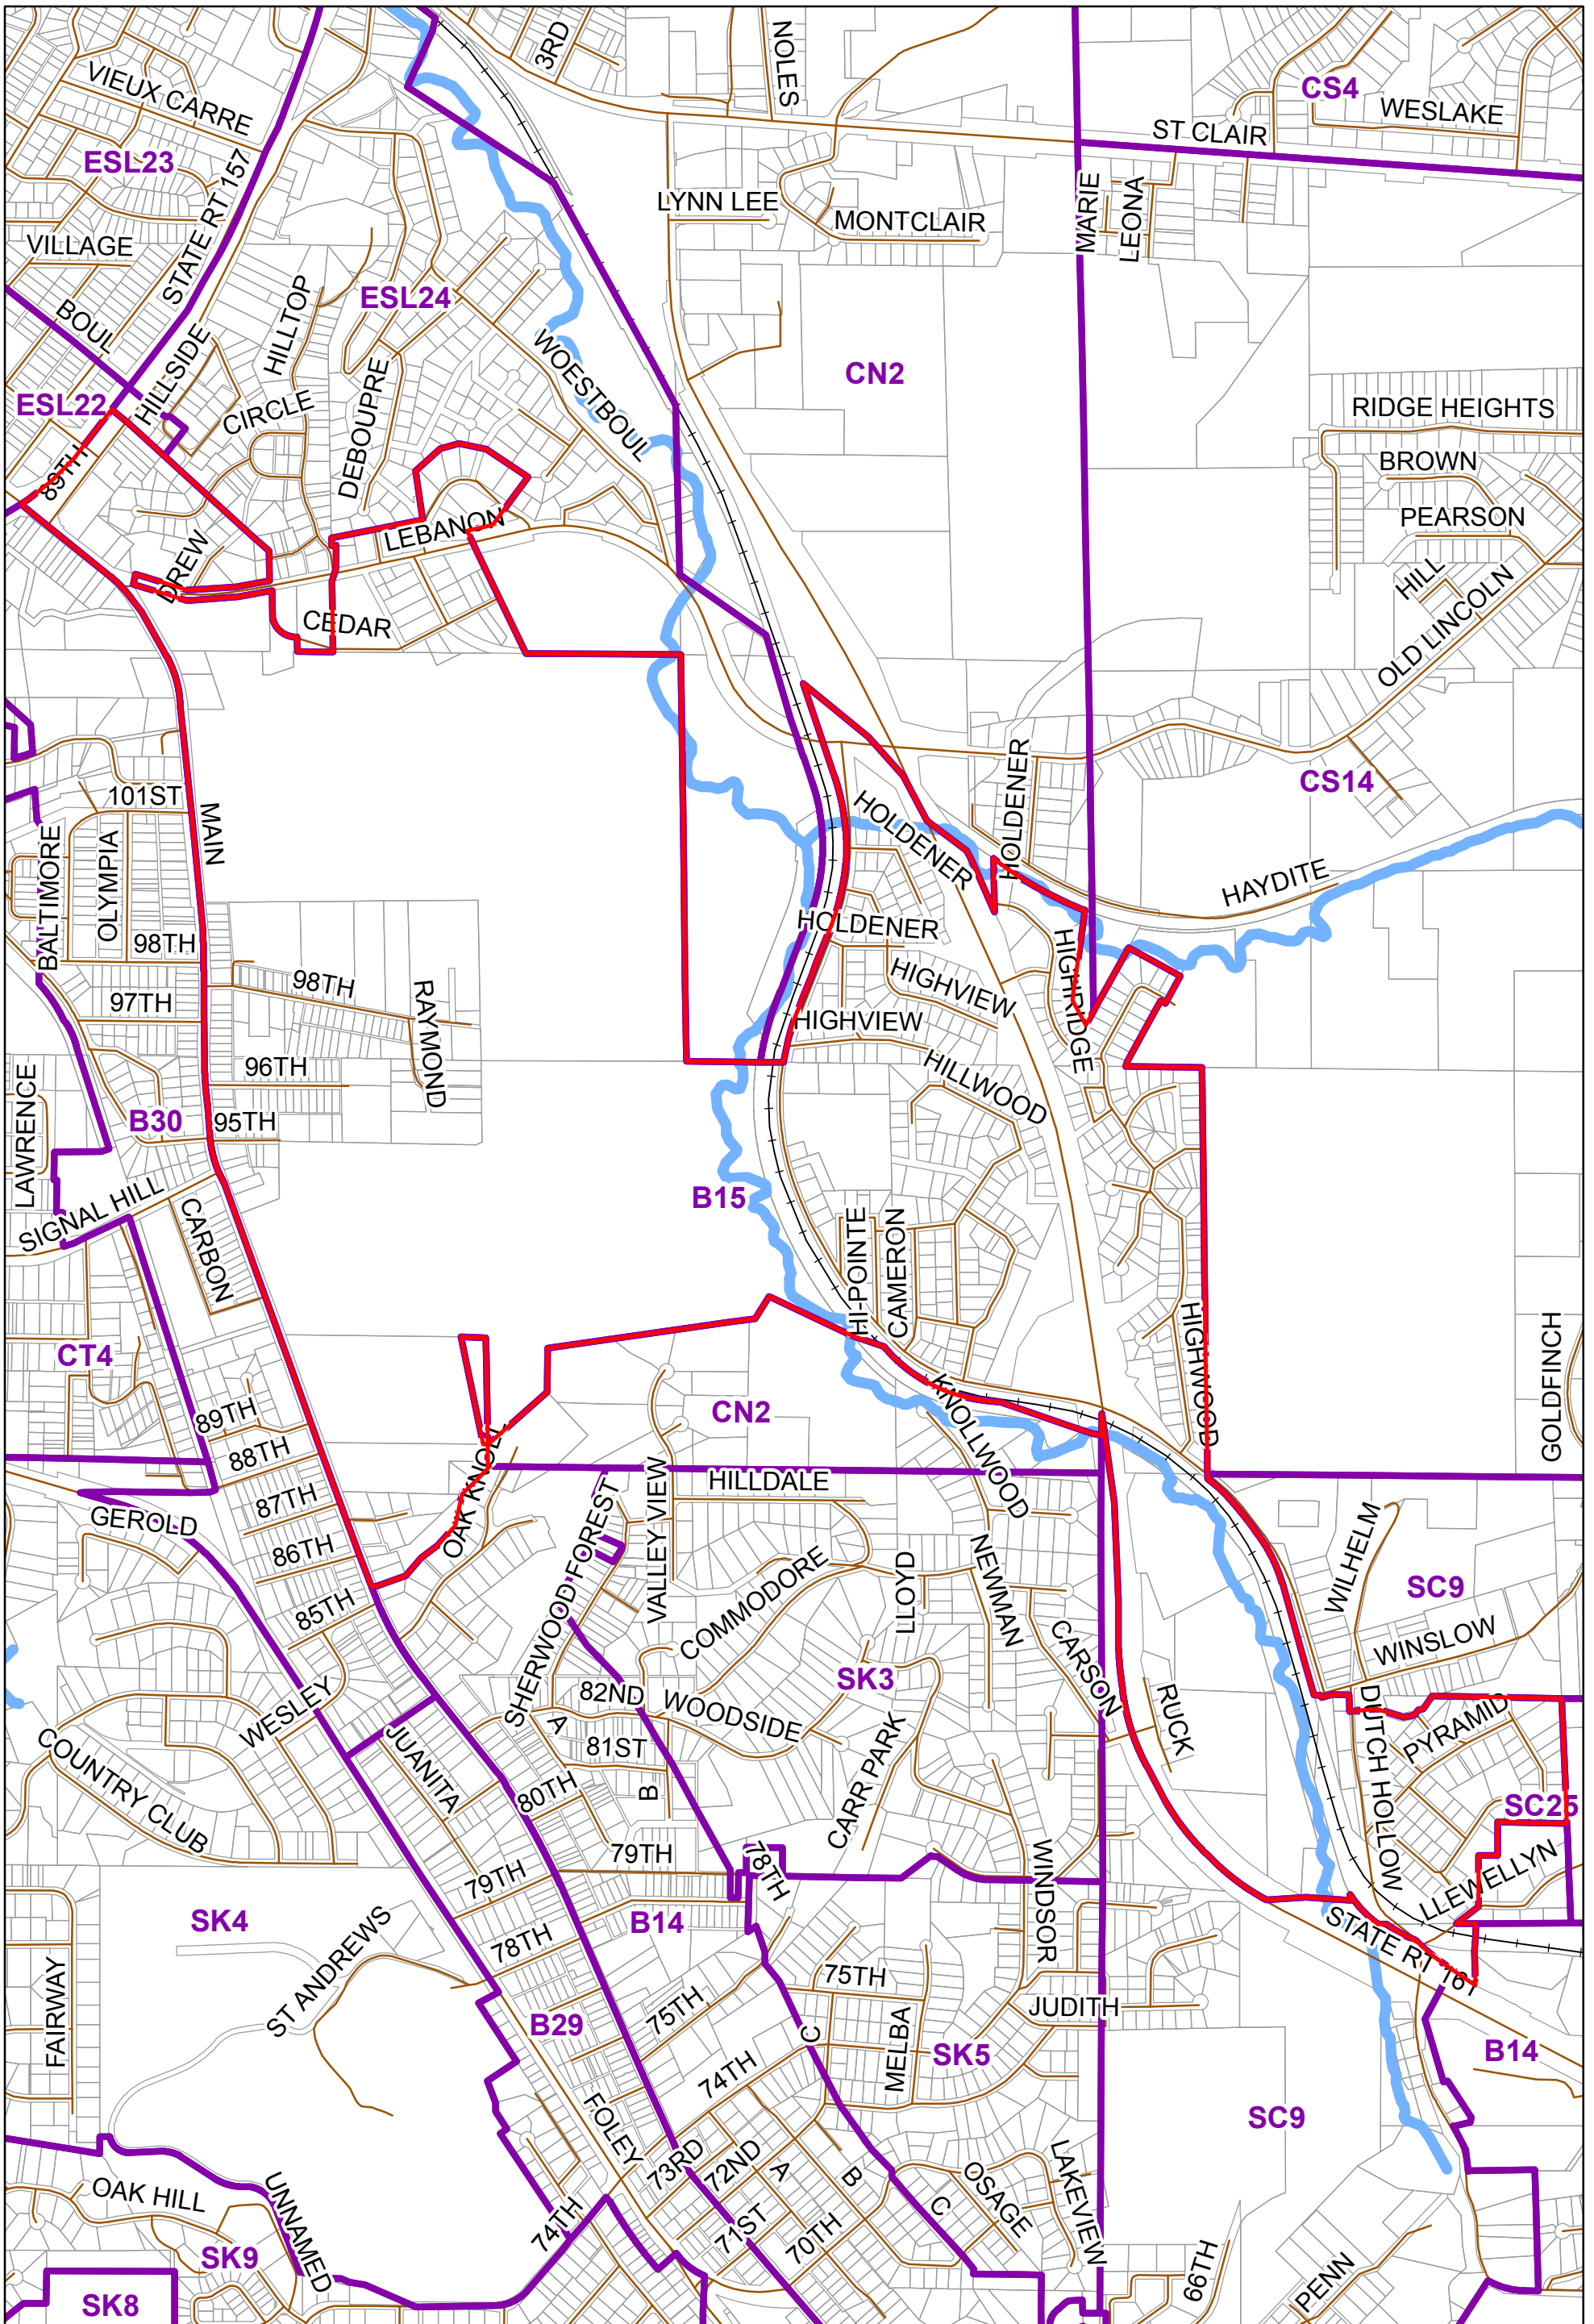 3RD
NOLES
CS4
VIEUX CARRE
WESLAKE
ST CLAIR
ESL23
STATE RT 157
LYNN LEE
MONTCLAIR
MARIE
LEONA
VILLAGE
HILLTOP
ESL24
BOUL
HILLSIDE
WOESTBOUL
CN2
DEBOUPRE
CIRCLE
ESL22
RIDGE HEIGHTS
89TH
BROWN
LEBANON
PEARSON
DREW
HILL
CEDAR
OLD LINCOLN
HOLDENER
CS14
101ST
MAIN
HOLDENER
BALTIMORE
OLYMPIA
HAYDITE
HOLDENER
98TH
98TH
HIGHVIEW
HIGHRIDGE
97TH
RAYMOND
HIGHVIEW
96TH
HILLWOOD
LAWRENCE
B30
95TH
B15
SIGNAL HILL
CARBON
HI-POINTE
CAMERON
HIGHWOOD
GOLDFINCH
CT4
KNOLLWOOD
89TH
CN2
88TH
OAK KNOLL
HILLDALE
87TH
GEROLD
SHERWOOD FOREST
VALLEY VIEW
86TH
COMMODORE
LLOYD
NEWMAN
WILHELM
SC9
85TH
WINSLOW
CARSON
SK3
82ND
WOODSIDE
WESLEY
RUCK
DUTCH HOLLOW
PYRAMID
A
JUANITA
81ST
CARR PARK
COUNTRY CLUB
80TH
B
SC25
79TH
78TH
WINDSOR
LLEWELLYN
79TH
SK4
B14
STATE RT 161
ST ANDREWS
78TH
75TH
FAIRWAY
75TH
JUDITH
B29
C
MELBA
SK5
B14
74TH
FOLEY
SC9
73RD
72ND
A
B
OSAGE
LAKEVIEW
OAK HILL
UNNAMED
C
74TH
71ST
70TH
SK9
66TH
PENN
SK8